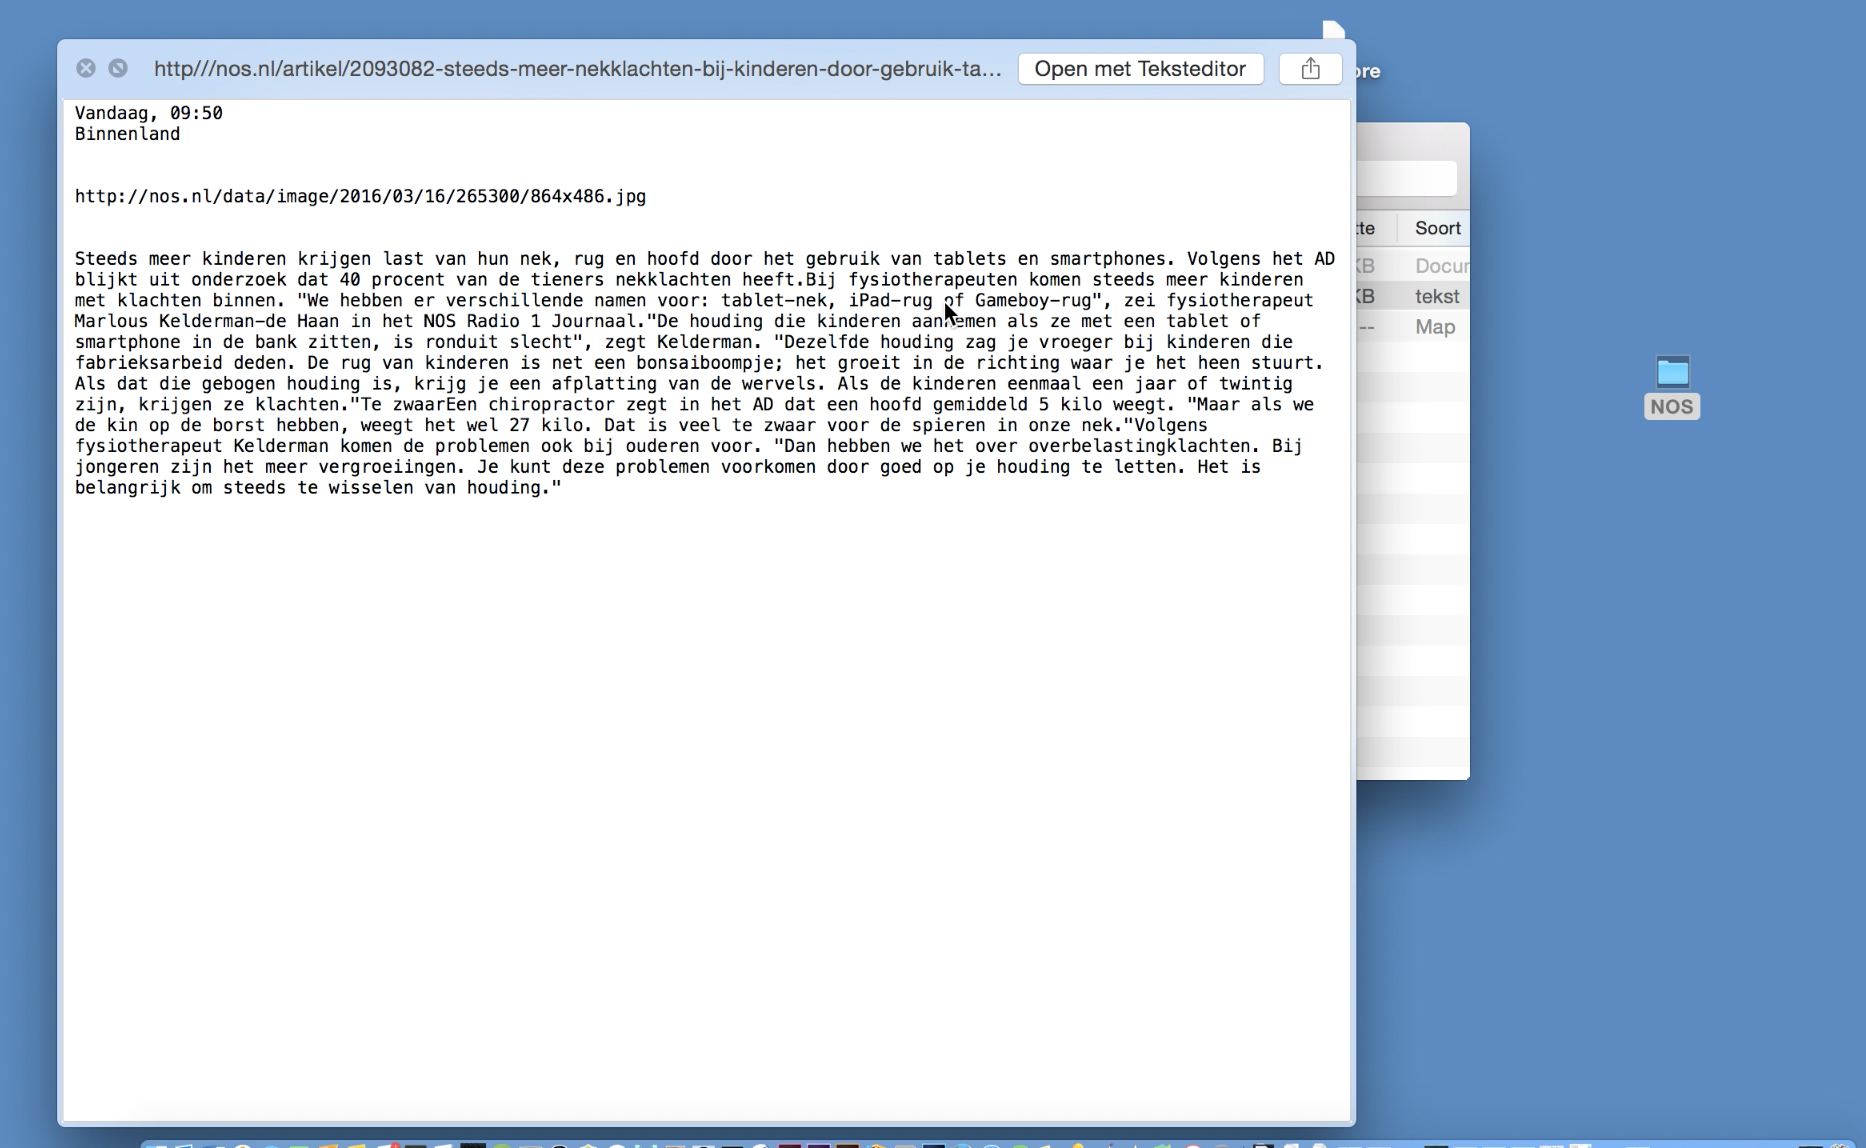 http///nos.nl/artikel/2093082-steeds-meer-nekklachten-bij-kinderen-door-gebruik-ta...
Open met Teksteditor
Vandaag, 09:50
Binnenland
http://nos.nl/data/image/2016/03/16/265300/864x486.jpg
Steeds meer kinderen krijgen last van hun nek, rug en hoofd door het gebruik van tablets en smartphones. Volgens het AD
blijkt uit onderzoek dat 40 procent van de tieners nekklachten heeft.Bij fysiotherapeuten komen steeds meer kinderen
met klachten binnen. "We hebben er verschillende namen voor: tablet-nek, iPad-rug of Gameboy-rug", zei fysiotherapeut
Marlous Kelderman-de Haan in het NOS Radio 1 Journaal."De houding die kinderen aannemen als ze met een tablet of
smartphone in de bank zitten, is ronduit slecht", zegt Kelderman. "Dezelfde houding zag je vroeger bij kinderen die
fabrieksarbeid deden. De rug van kinderen is net een bonsaiboompje; het groeit in de richting waar je het heen stuurt.
Als dat die gebogen houding is, krijg je een afplatting van de wervels. Als de kinderen eenmaal een jaar of twintig
zijn, krijgen ze klachten."Te zwaarEen chiropractor zegt in het AD dat een hoofd gemiddeld 5 kilo weegt. "Maar als we
de kin op de borst hebben, weegt het wel 27 kilo. Dat is veel te zwaar voor de spieren in onze nek."Volgens
fysiotherapeut Kelderman komen de problemen ook bij ouderen voor. "Dan hebben we het over overbelastingklachten. Bij
jongeren zijn het meer vergroeiingen. Je kunt deze problemen voorkomen door goed op je houding te letten. Het is
belangrijk om steeds te wisselen van houding."
ore
tte Soort
KB Docur
KB tekst
-- Map
NOS